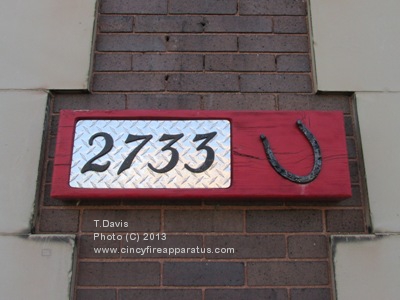 2733
T.Davis
Photo (C) 2013
www.cincyfireapparatus.com